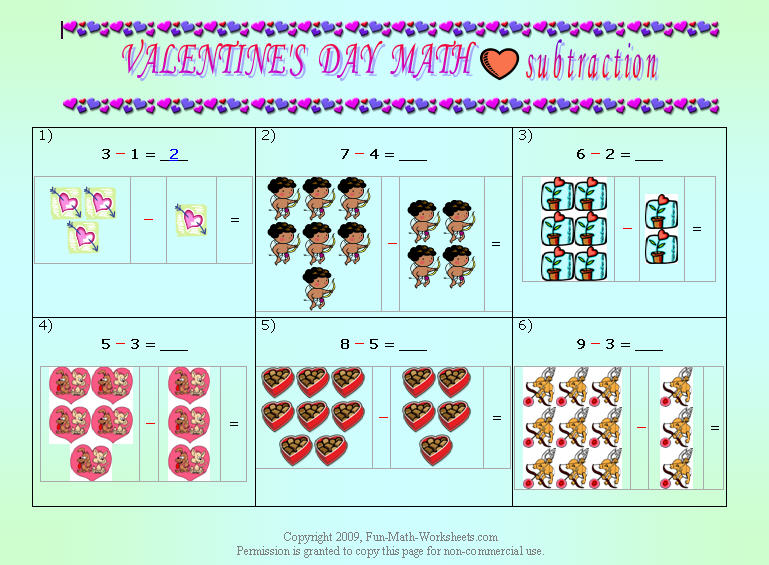 VALENTINE'S DAY MATH subtraction
1) 2) 3)
3 − 1 = _2_ 7 − 4 = ___ 6 − 2 = ___
− = − = − =
4) 5) 6)
5 − 3 = ___ 8 − 5 = ___ 9 − 3 = ___
− = − = − =
Copyright 2009, Fun-Math-Worksheets.com
Permission is granted to copy this page for non-commercial use.